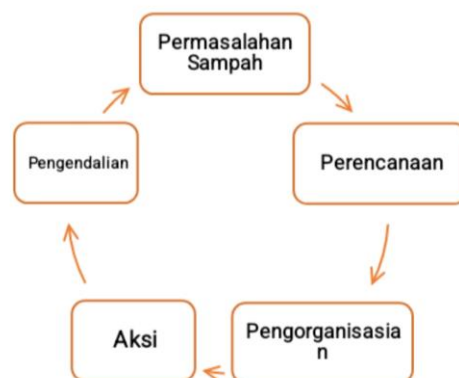 Permasalahan
Sampah
Perencanaan
Pengorganisasia
n
Aksi
Pengendalian